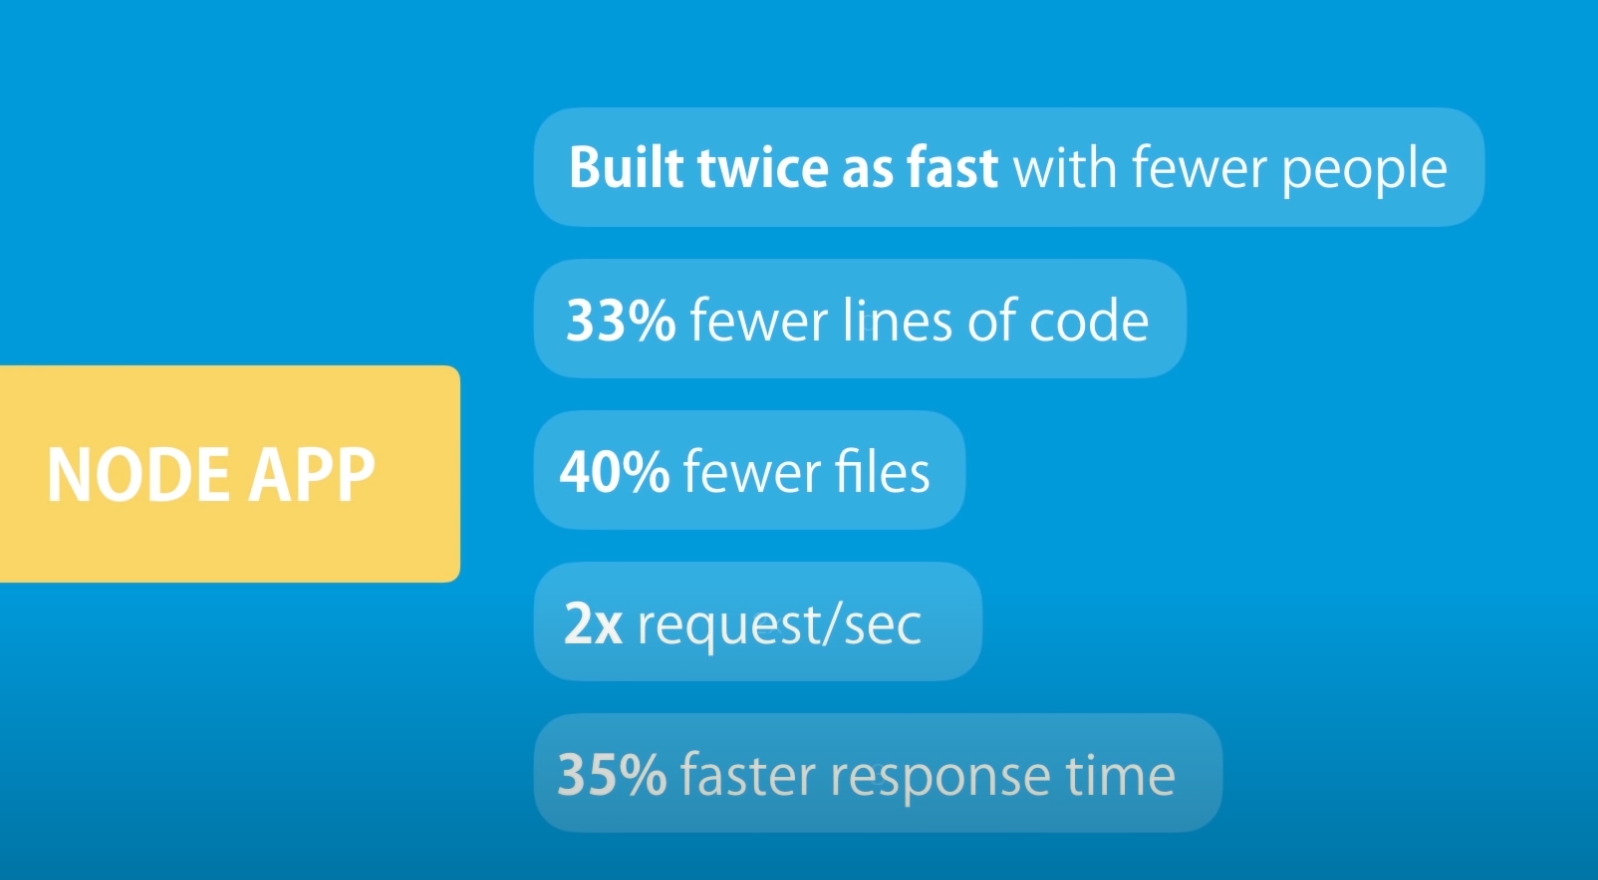 Built twice as fast with fewer people
33% fewer lines of code
40% fewer files
NODE APP
2x request/sec
35% faster response time